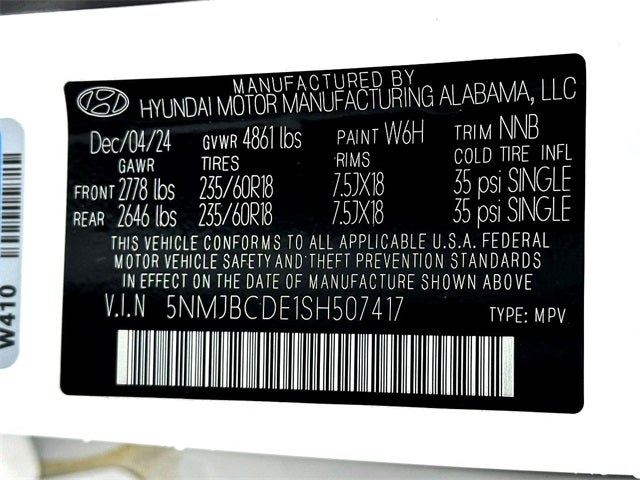 MANUFACTURED BY
HYUNDAI MOTOR MANUFACTURING ALABAMA, LLC
Dec/04/24 GVWR 4861 lbs PAINT W6H TRIM NNB
GAWR TIRES RIMS COLD TIRE INFL
FRONT 2778 lbs 235/60R18 7.5JX18 35 psi SINGLE
REAR 2646 lbs 235/60R18 7.5JX18 35 psi SINGLE
THIS VEHICLE CONFORMS TO ALL APPLICABLE U.S.A. FEDERAL
MOTOR VEHICLE SAFETY AND THEFT PREVENTION STANDARDS
IN EFFECT ON THE DATE OF MANUFACTURE SHOWN ABOVE
V.I.N 5NMJBCDE1SH507417 TYPE: MPV
W410